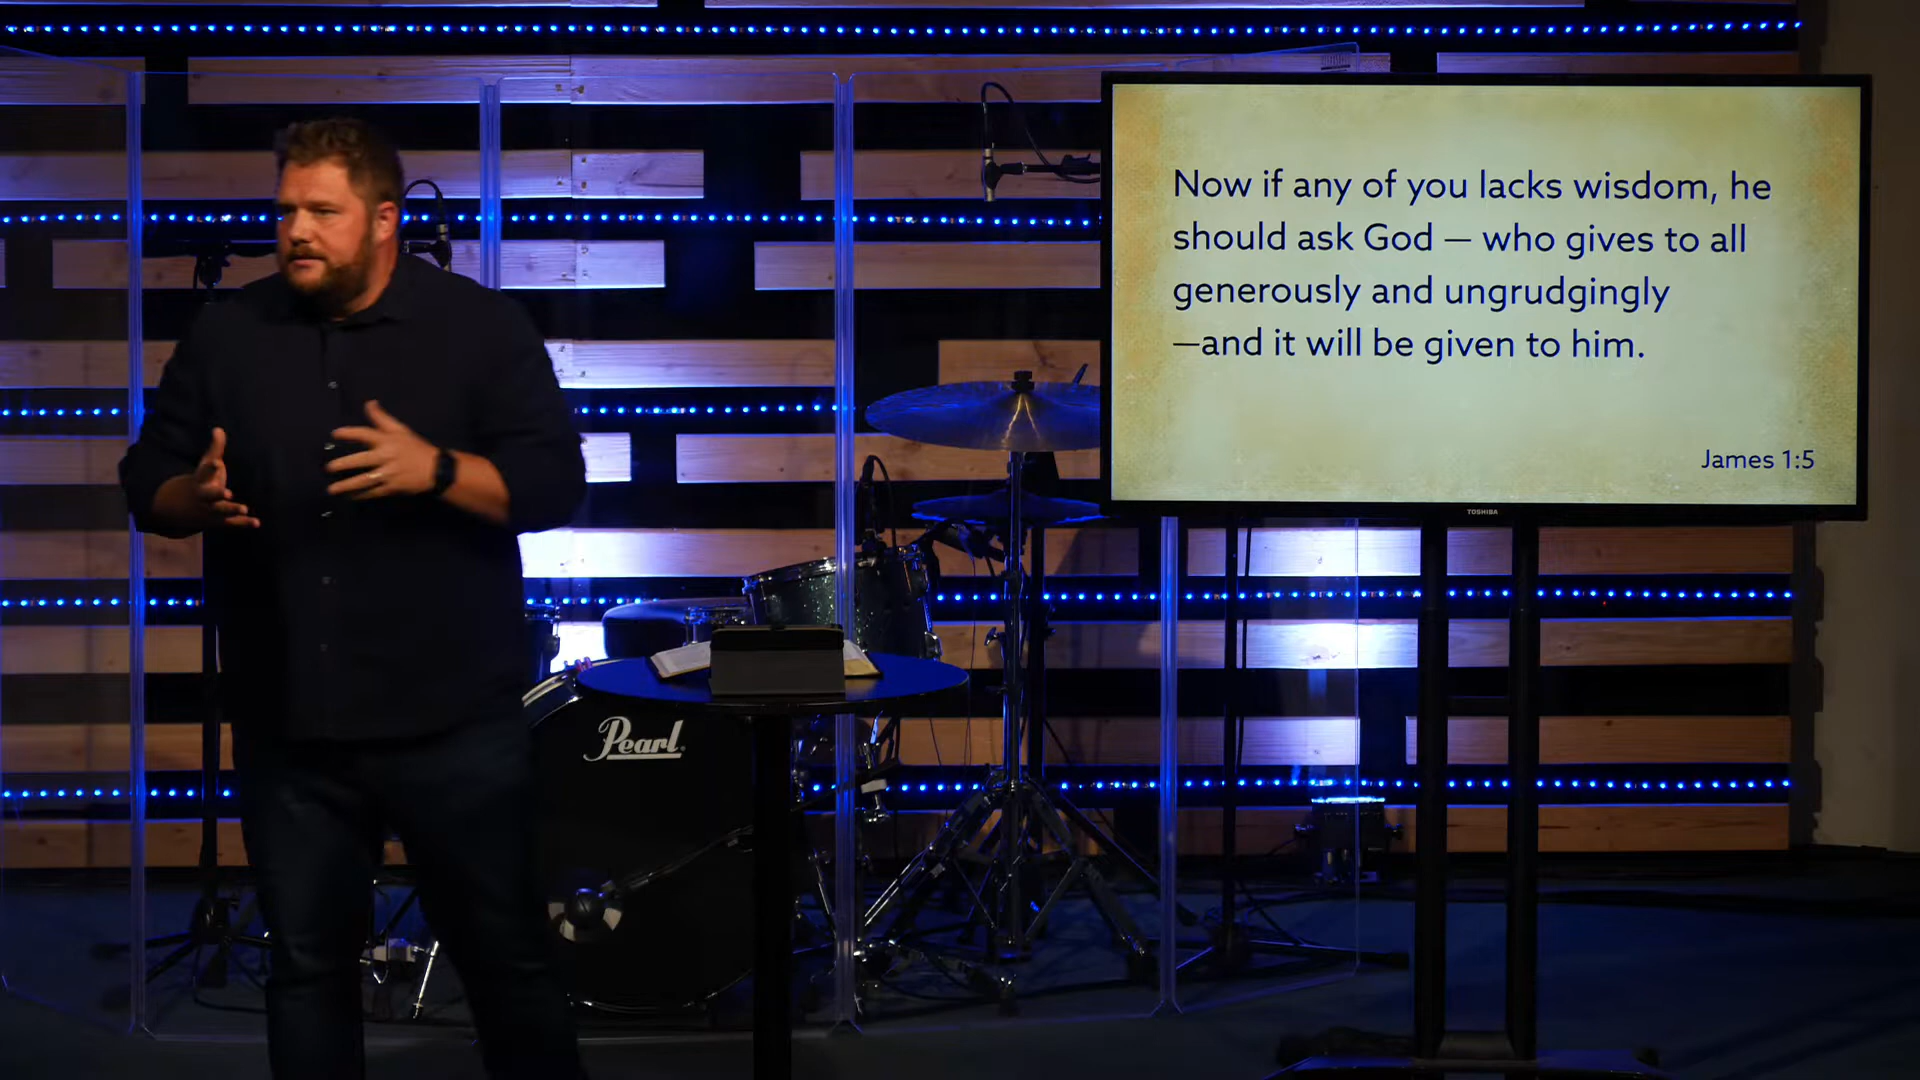 Now if any of you lacks wisdom, he
should ask God — who gives to all
generously and ungrudgingly
—and it will be given to him.
James 1:5
TOSHIBA
Pearl